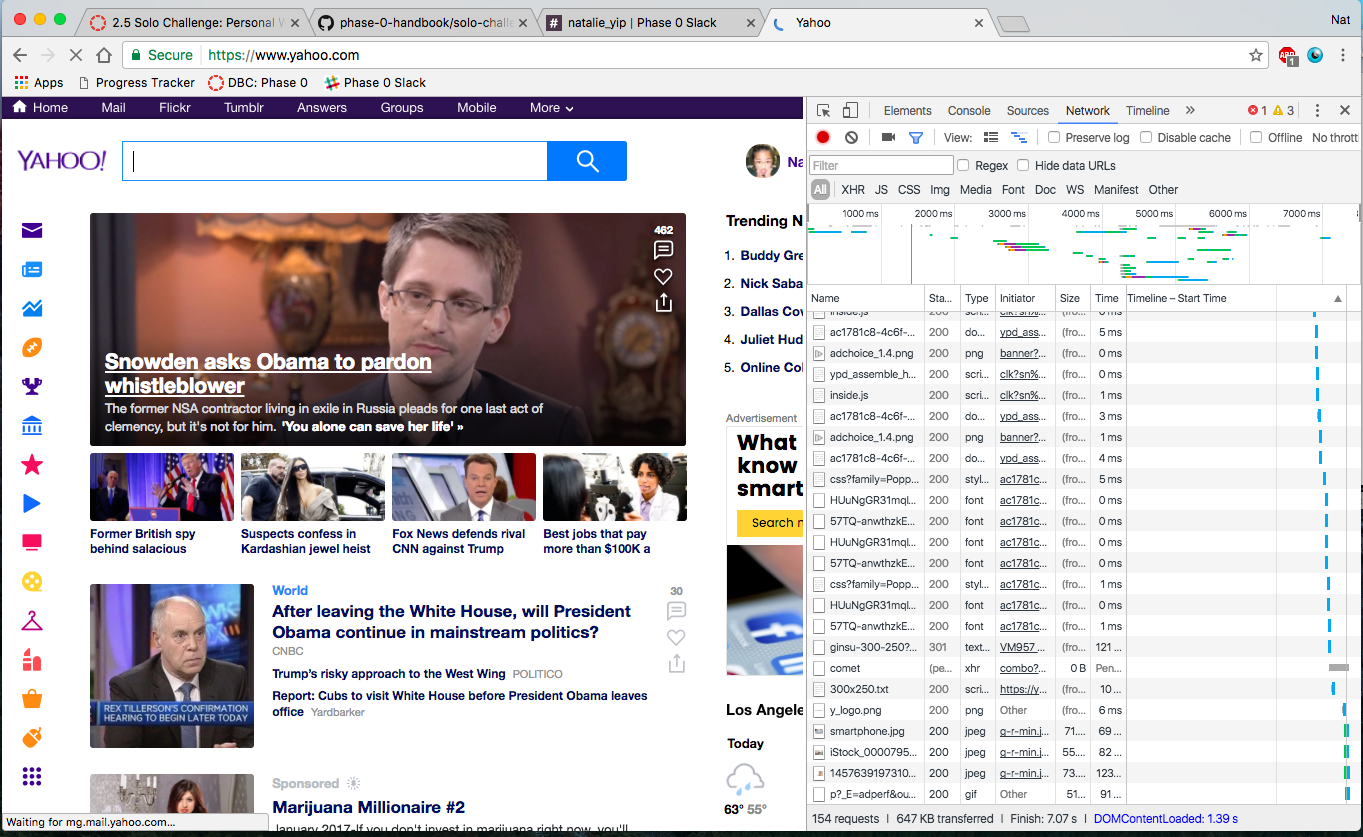 2.5 Solo Challenge: Personal W
phase-0-handbook/solo-chall
natalie_yip | Phase 0 Slack
Yahoo
Nat
Secure
https://www.yahoo.com
ABP
1
Apps
Progress Tracker
DBC: Phase 0
Phase 0 Slack
Home
Mail
Flickr
Tumblr
Answers
Groups
Mobile
More
YAHOO!
Na
462
Snowden asks Obama to pardon
whistleblower
The former NSA contractor living in exile in Russia pleads for one last act of
clemency, but it's not for him. 'You alone can save her life' »
Former British spy
behind salacious
Suspects confess in
Kardashian jewel heist
Fox News defends rival
CNN against Trump
Best jobs that pay
more than $100K a
World
After leaving the White House, will President
Obama continue in mainstream politics?
CNBC
30
Trump's risky approach to the West Wing POLITICO
Report: Cubs to visit White House before President Obama leaves
office Yardbarker
REX TILLERSON'S CONFIRMATION
HEARING TO BEGIN LATER TODAY
Sponsored
Marijuana Millionaire #2
January 2017-If you don't invest in marijuana right now, you'll
Waiting for mg.mail.yahoo.com...
Trending N
1. Buddy Gre
2. Nick Saba
3. Dallas Cov
4. Juliet Hud
5. Online Co
Advertisement
What
know
smart
Search n
Los Angele
Today
63° 55°
Elements
Console
Sources
Network
Timeline
»
1
3
View:
Preserve log
Disable cache
Offline
No thrott
Filter
Regex
Hide data URLs
All
XHR
JS
CSS
Img
Media
Font
Doc
WS
Manifest
Other
1000 ms
2000 ms
3000 ms
4000 ms
5000 ms
6000 ms
7000 ms
Name Sta... Type Initiator Size Time Timeline – Start Time
inside.js 200 scri... clk?sn%... (fro... 0 ms
ac1781c8-4c6f-... 200 do... ypd_ass... (fro... 5 ms
adchoice_1.4.png 200 png banner?... (fro... 0 ms
ypd_assemble_h... 200 scri... clk?sn%... (fro... 0 ms
inside.js 200 scri... clk?sn%... (fro... 1 ms
ac1781c8-4c6f-... 200 do... ypd_ass... (fro... 3 ms
adchoice_1.4.png 200 png banner?... (fro... 1 ms
ac1781c8-4c6f-... 200 do... ypd_ass... (fro... 4 ms
css?family=Popp... 200 styl... ac1781c... (fro... 5 ms
HUuNgGR31mql... 200 font ac1781c... (fro... 0 ms
57TQ-anwthzkE... 200 font ac1781c... (fro... 0 ms
HUuNgGR31mql... 200 font ac1781c... (fro... 0 ms
57TQ-anwthzkE... 200 font ac1781c... (fro... 0 ms
css?family=Popp... 200 styl... ac1781c... (fro... 1 ms
HUuNgGR31mql... 200 font ac1781c... (fro... 0 ms
57TQ-anwthzkE... 200 font ac1781c... (fro... 1 ms
ginsu-300-250?... 301 text... VM957 ... (fro... 121 ...
comet (pe... xhr combo?... 0 B Pen...
300x250.txt 200 scri... https://y... (fro... 10 ...
y_logo.png 200 png Other (fro... 6 ms
smartphone.jpg 200 jpeg g-r-min.j... 71.... 69 ...
iStock_0000795... 200 jpeg g-r-min.j... 55.... 82 ...
1457639197310... 200 jpeg g-r-min.j... 73.... 123...
p?_E=adperf&ou... 200 gif Other 51... 91 ...
154 requests | 647 KB transferred | Finish: 7.07 s | DOMContentLoaded: 1.39 s